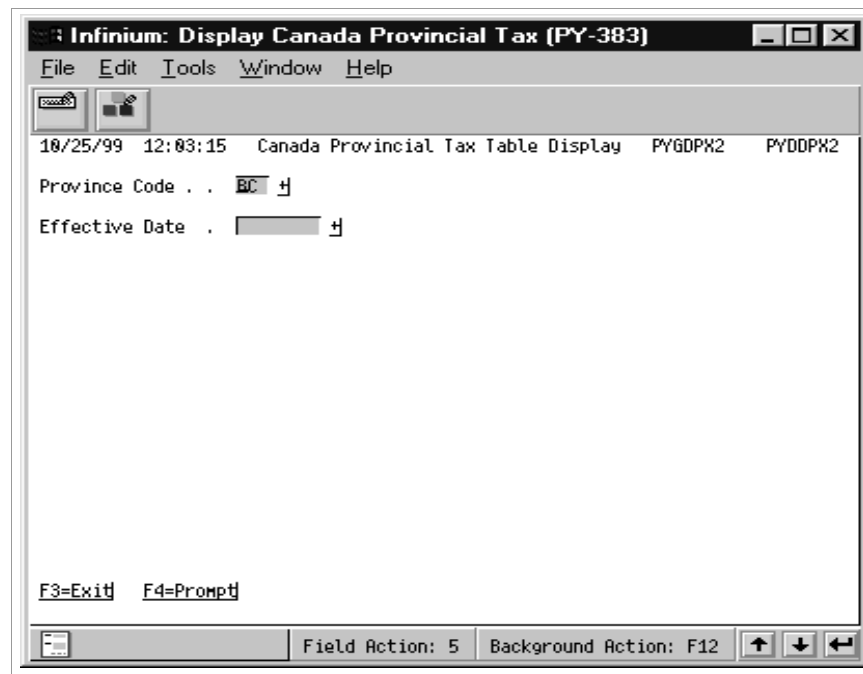 Infinium: Display Canada Provincial Tax (PY-383)
File Edit Tools Window Help
10/25/99 12:03:15 Canada Provincial Tax Table Display PYGDPX2 PYDDPX2
Province Code . . BC +
Effective Date . +
F3=Exit F4=Prompt
Field Action: 5 Background Action: F12